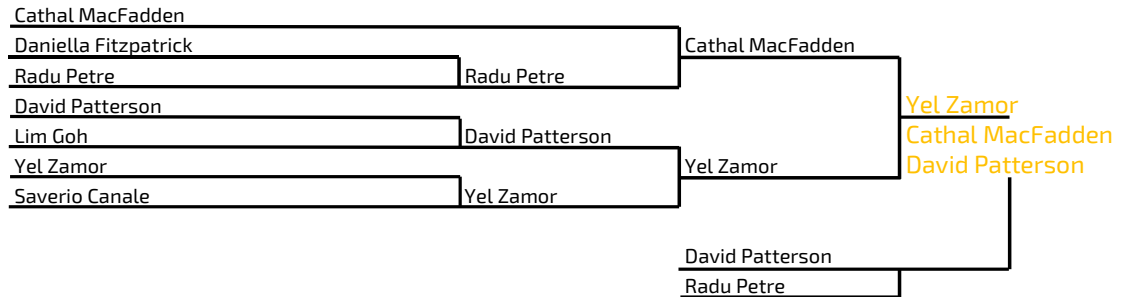 Cathal MacFadden
Daniella Fitzpatrick
Cathal MacFadden
Radu Petre
Radu Petre
David Patterson
Yel Zamor
Lim Goh
David Patterson
Cathal MacFadden
Yel Zamor
Yel Zamor
David Patterson
Saverio Canale
Yel Zamor
David Patterson
Radu Petre